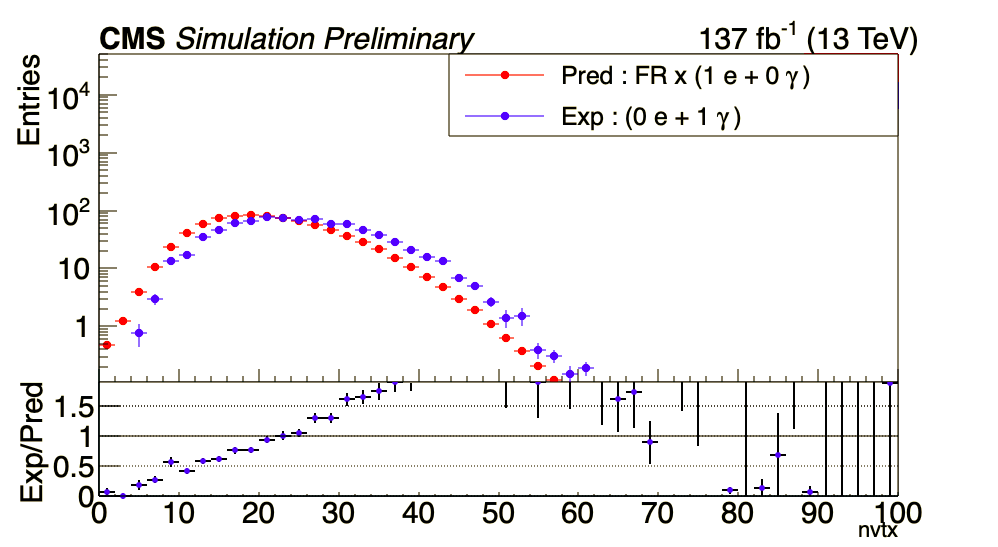 CMS Simulation Preliminary
137 fb⁻¹ (13 TeV)
Entries
Pred : FR x (1 e + 0 γ )
Exp : (0 e + 1 γ )
10⁴
10³
10²
10
1
Exp/Pred
1.5
1
0.5
0
0 10 20 30 40 50 60 70 80 90 100
nvtx